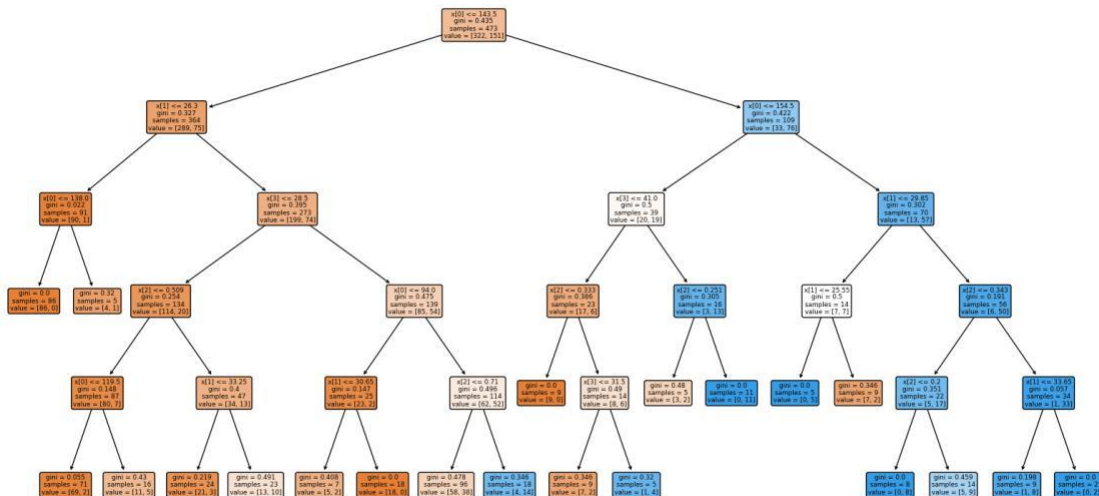 x[0] <= 143.5
gini = 0.435
samples = 473
value = [322, 151]
x[1] <= 26.3
gini = 0.327
samples = 364
value = [289, 75]
x[0] <= 154.5
gini = 0.422
samples = 109
value = [33, 76]
x[0] <= 138.0
gini = 0.022
samples = 91
value = [90, 1]
x[3] <= 28.5
gini = 0.395
samples = 273
value = [199, 74]
x[3] <= 41.0
gini = 0.5
samples = 39
value = [20, 19]
x[1] <= 29.85
gini = 0.302
samples = 70
value = [13, 57]
gini = 0.0
samples = 86
value = [86, 0]
gini = 0.32
samples = 5
value = [4, 1]
x[2] <= 0.509
gini = 0.254
samples = 134
value = [114, 20]
x[0] <= 94.0
gini = 0.475
samples = 139
value = [85, 54]
x[2] <= 0.333
gini = 0.386
samples = 23
value = [17, 6]
x[2] <= 0.251
gini = 0.305
samples = 16
value = [3, 13]
x[1] <= 25.55
gini = 0.5
samples = 14
value = [7, 7]
x[2] <= 0.343
gini = 0.191
samples = 56
value = [6, 50]
x[0] <= 119.5
gini = 0.148
samples = 87
value = [80, 7]
x[1] <= 33.25
gini = 0.4
samples = 47
value = [34, 13]
x[1] <= 30.65
gini = 0.147
samples = 25
value = [23, 2]
x[2] <= 0.71
gini = 0.496
samples = 114
value = [62, 52]
gini = 0.0
samples = 9
value = [9, 0]
x[3] <= 31.5
gini = 0.49
samples = 14
value = [8, 6]
gini = 0.48
samples = 5
value = [3, 2]
gini = 0.0
samples = 11
value = [0, 11]
gini = 0.0
samples = 5
value = [0, 5]
gini = 0.346
samples = 9
value = [7, 2]
x[2] <= 0.2
gini = 0.351
samples = 22
value = [5, 17]
x[1] <= 33.65
gini = 0.057
samples = 34
value = [1, 33]
gini = 0.055
samples = 71
value = [69, 2]
gini = 0.43
samples = 16
value = [11, 5]
gini = 0.219
samples = 24
value = [21, 3]
gini = 0.491
samples = 23
value = [13, 10]
gini = 0.408
samples = 7
value = [5, 2]
gini = 0.0
samples = 18
value = [18, 0]
gini = 0.478
samples = 96
value = [58, 38]
gini = 0.346
samples = 18
value = [4, 14]
gini = 0.346
samples = 9
value = [7, 2]
gini = 0.32
samples = 5
value = [1, 4]
gini = 0.0
samples = 8
value = [0, 8]
gini = 0.459
samples = 14
value = [5, 9]
gini = 0.198
samples = 9
value = [1, 8]
gini = 0.0
samples =
value = [0,